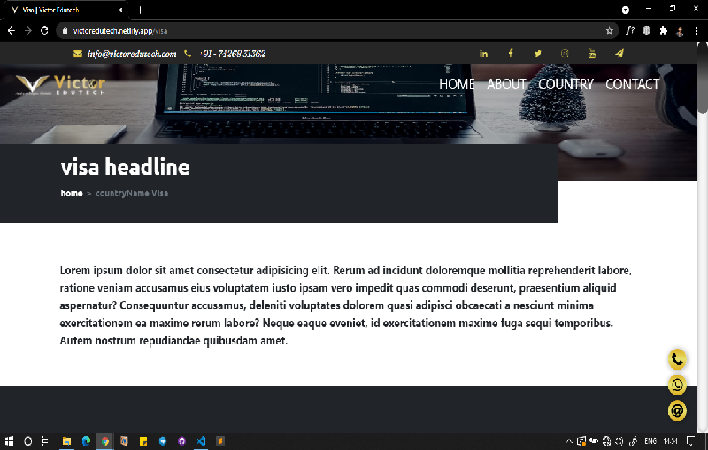 Visa | Victor Edutech
victoredutech.netlify.app/visa
info@victoredutech.com
Victor
EDUTECH
HOME ABOUT COUNTRY CONTACT
visa headline
home > countryName Visa
Lorem ipsum dolor sit amet consectetur adipisicing elit. Rerum ad incidunt doloremque mollitia reprehenderit labore,
ratione veniam accusamus eius voluptatem iusto ipsam vero impedit quas commodi deserunt, praesentium aliquid
aspernatur? Consequuntur accusamus, deleniti voluptates dolorem quasi adipisci obcaecati a nesciunt minima
exercitationem ea maxime rerum labore? Neque eaque eveniet, id exercitationem maxime fuga sequi temporibus.
Autem nostrum repudiandae quibusdam amet.
ENG